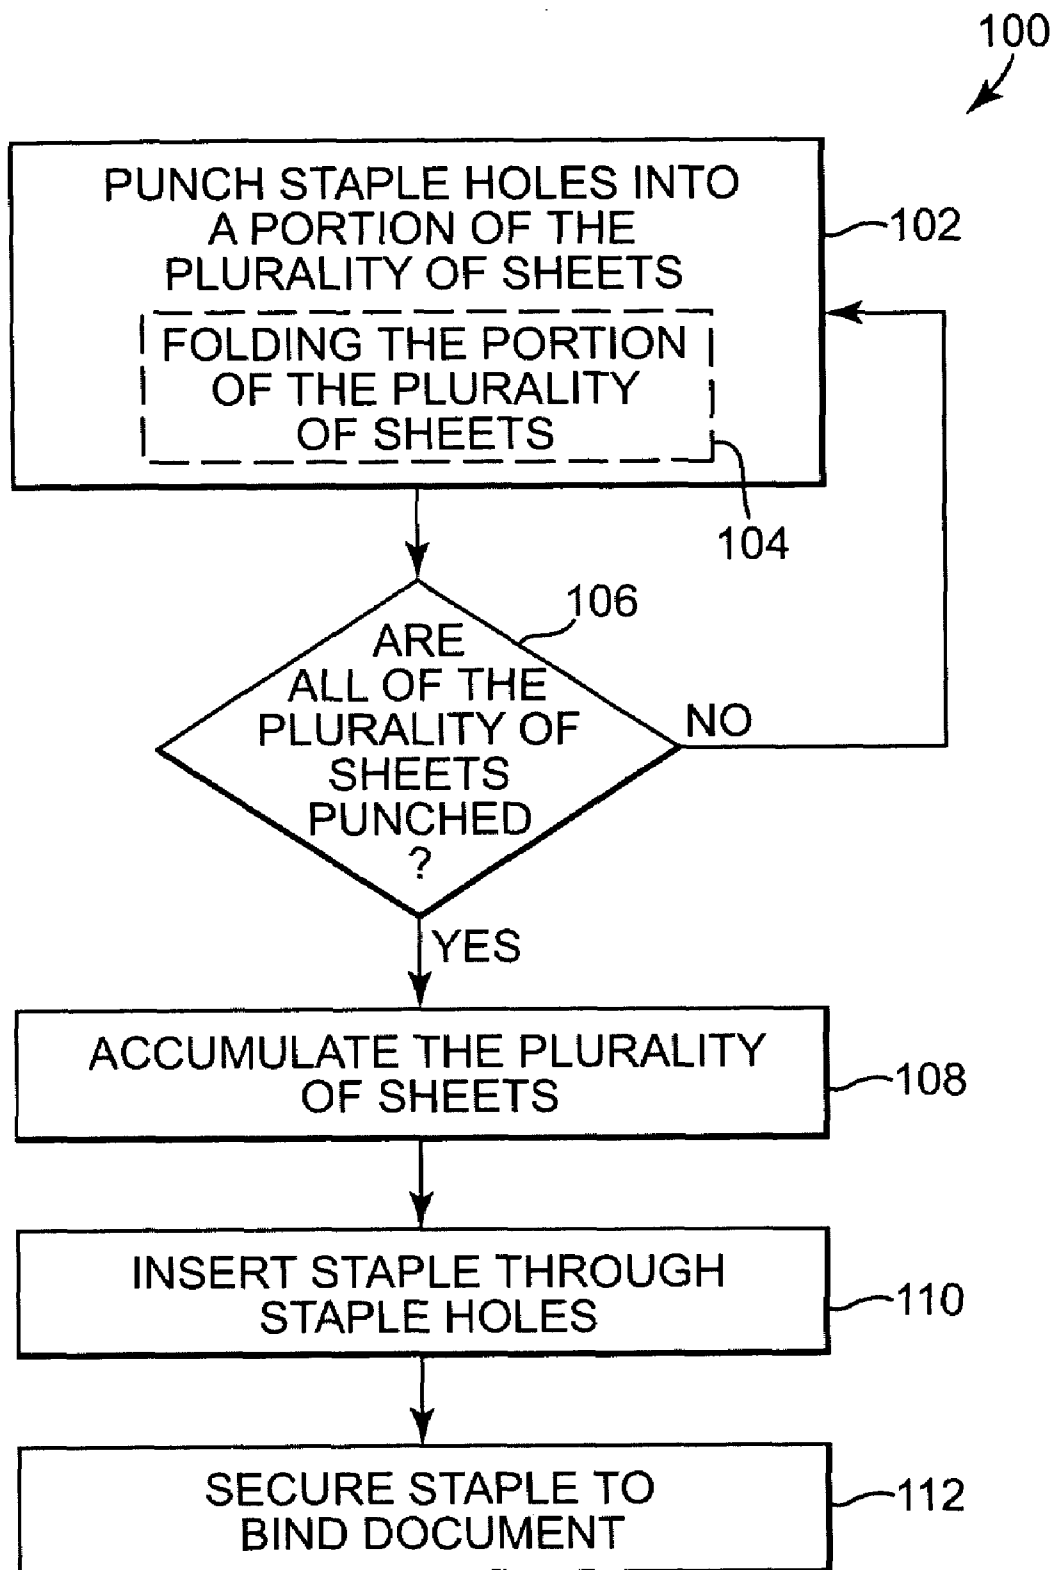 100
PUNCH STAPLE HOLES INTO
A PORTION OF THE
PLURALITY OF SHEETS
102
FOLDING THE PORTION
OF THE PLURALITY
OF SHEETS
104
106
ARE
ALL OF THE
PLURALITY OF
SHEETS
PUNCHED
?
NO
YES
ACCUMULATE THE PLURALITY
OF SHEETS
108
INSERT STAPLE THROUGH
STAPLE HOLES
110
SECURE STAPLE TO
BIND DOCUMENT
112